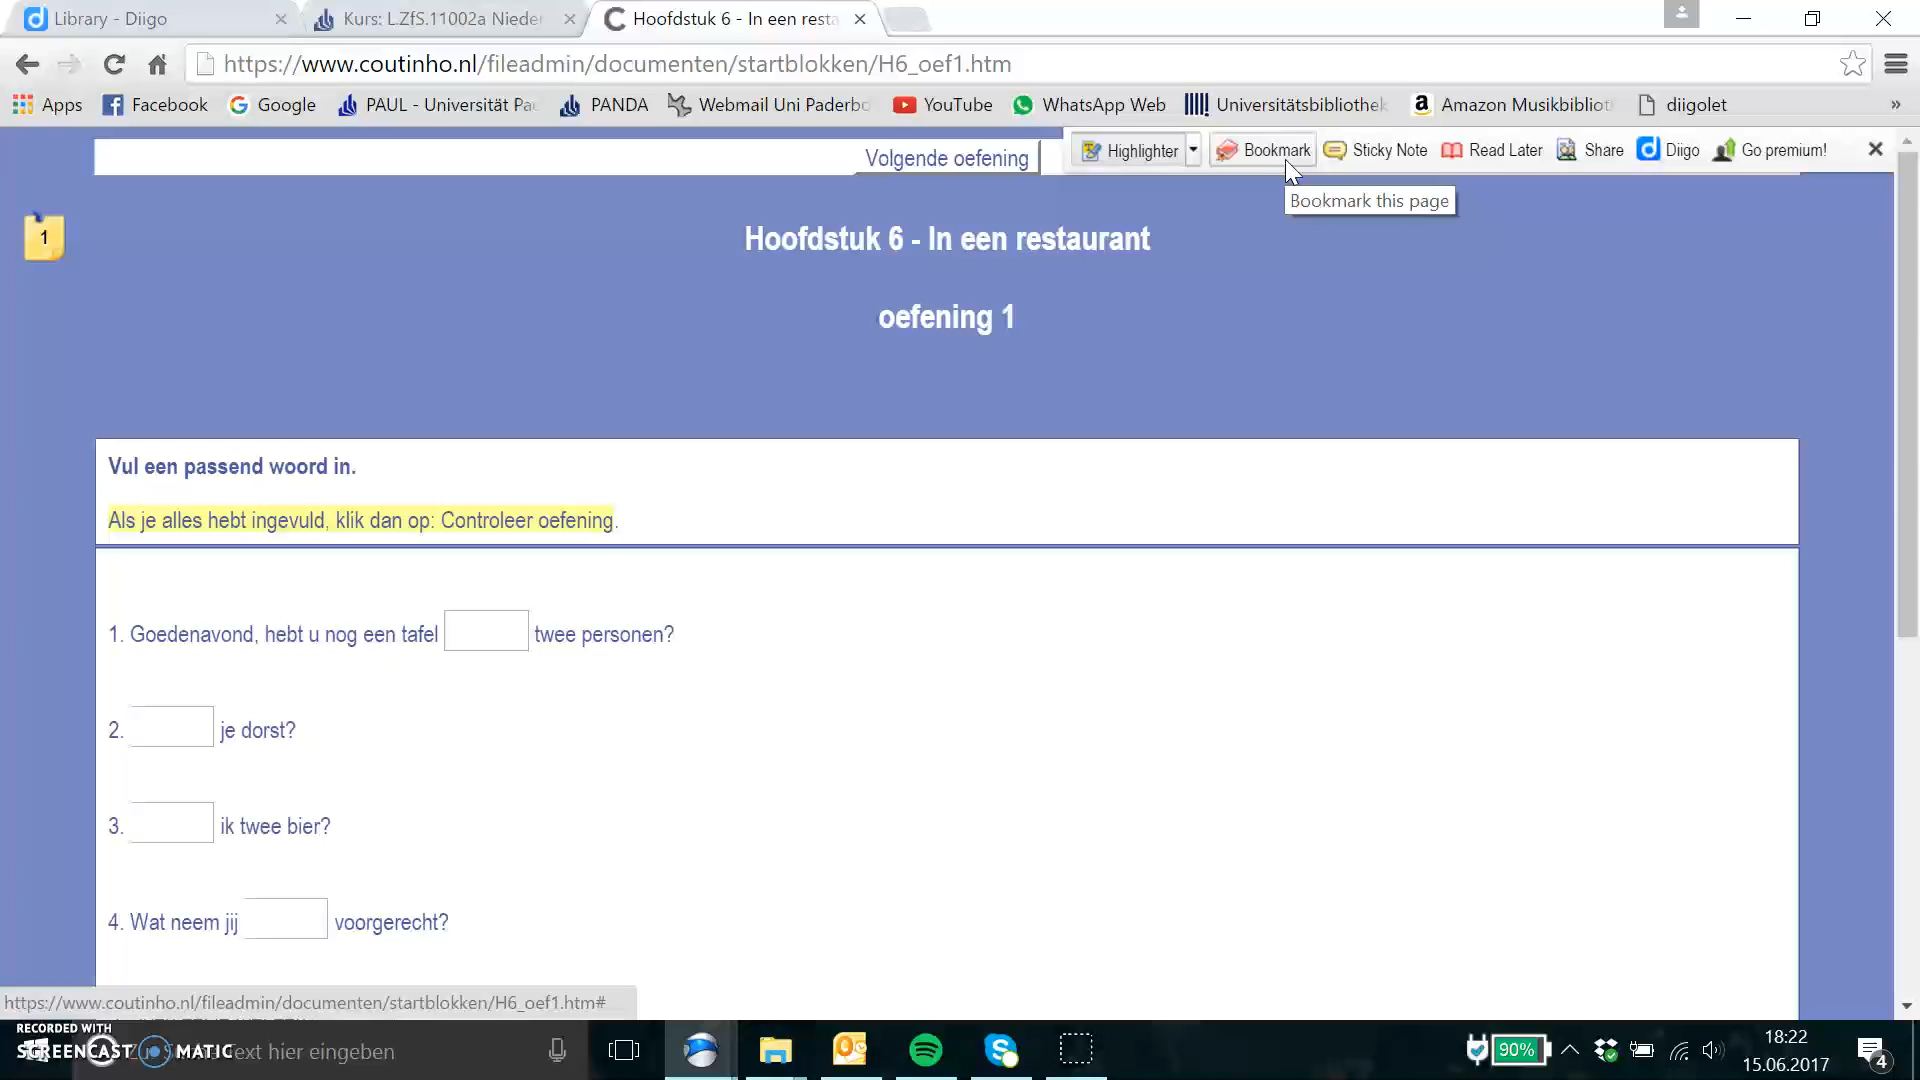 Library - Diigo
Kurs: L.ZfS.11002a Nieder
Hoofdstuk 6 - In een resta
https://www.coutinho.nl/fileadmin/documenten/startblokken/H6_oef1.htm
Apps Facebook Google PAUL - Universität Pa PANDA Webmail Uni Paderbo YouTube WhatsApp Web Universitätsbibliothek Amazon Musikbibliot diigolet »
Volgende oefening
Highlighter Bookmark Sticky Note Read Later Share Diigo Go premium!
Bookmark this page
1
Hoofdstuk 6 - In een restaurant
oefening 1
Vul een passend woord in.
Als je alles hebt ingevuld, klik dan op: Controleer oefening.
1. Goedenavond, hebt u nog een tafel twee personen?
2. je dorst?
3. ik twee bier?
4. Wat neem jij voorgerecht?
https://www.coutinho.nl/fileadmin/documenten/startblokken/H6_oef1.htm#
RECORDED WITH
SCREENCAST MATIC
Text hier eingeben
90%
18:22
15.06.2017
4